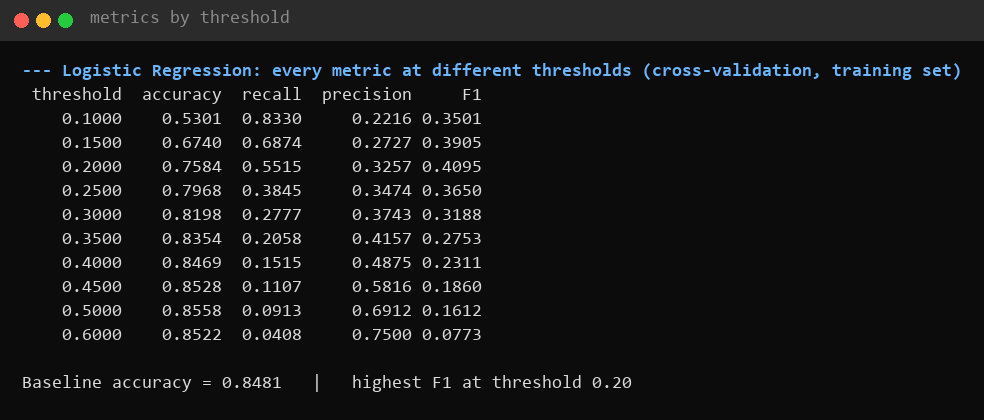 metrics by threshold
--- Logistic Regression: every metric at different thresholds (cross-validation, training set)
threshold accuracy recall precision F1
0.1000 0.5301 0.8330 0.2216 0.3501
0.1500 0.6740 0.6874 0.2727 0.3905
0.2000 0.7584 0.5515 0.3257 0.4095
0.2500 0.7968 0.3845 0.3474 0.3650
0.3000 0.8198 0.2777 0.3743 0.3188
0.3500 0.8354 0.2058 0.4157 0.2753
0.4000 0.8469 0.1515 0.4875 0.2311
0.4500 0.8528 0.1107 0.5816 0.1860
0.5000 0.8558 0.0913 0.6912 0.1612
0.6000 0.8522 0.0408 0.7500 0.0773
Baseline accuracy = 0.8481 | highest F1 at threshold 0.20